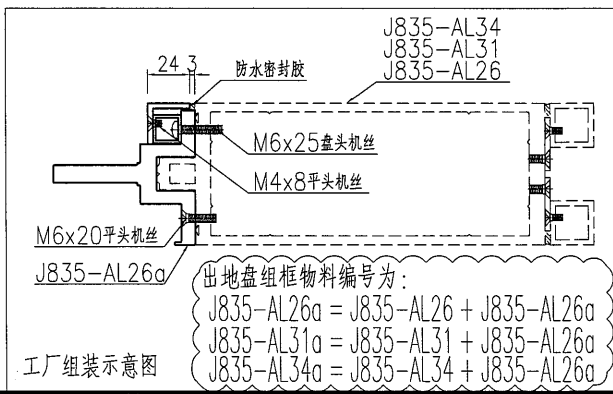 J835-AL34
J835-AL31
J835-AL26
24 3
防水密封胶
M6x25盘头机丝
M4x8平头机丝
M6x20平头机丝
J835-AL26a
出地盘组框物料编号为：
J835-AL26a = J835-AL26 + J835-AL26a
J835-AL31a = J835-AL31 + J835-AL26a
J835-AL34a = J835-AL34 + J835-AL26a
工厂组装示意图